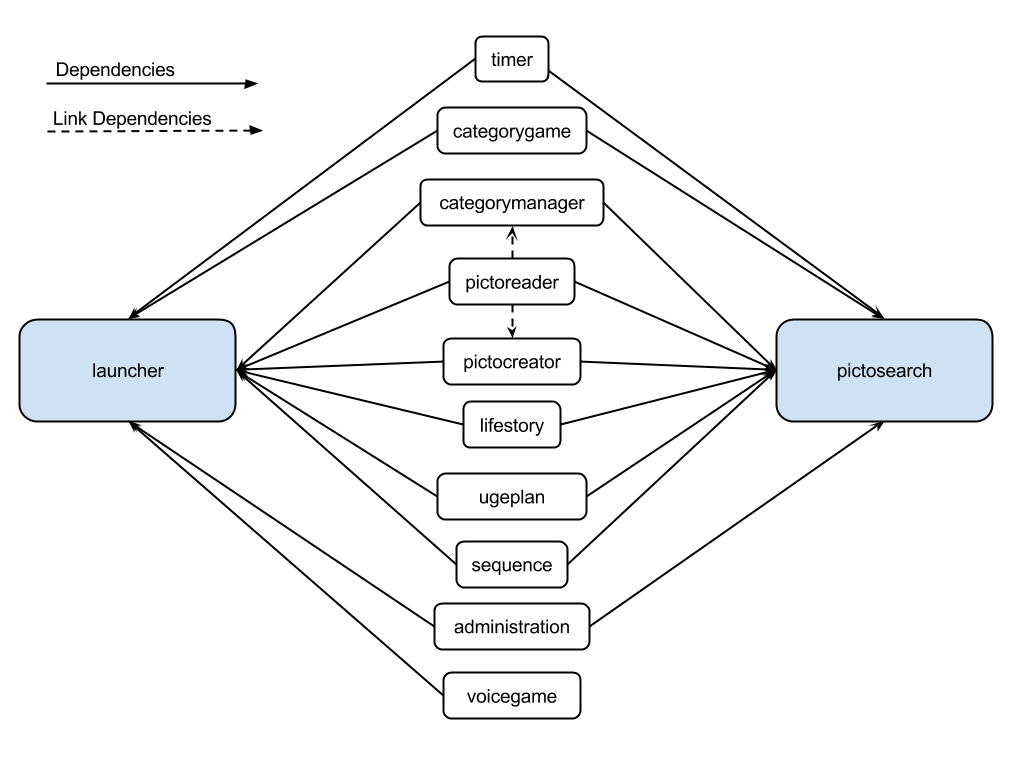 Dependencies
Link Dependencies
timer
categorygame
categorymanager
pictoreader
launcher
pictocreator
pictosearch
lifestory
ugeplan
sequence
administration
voicegame